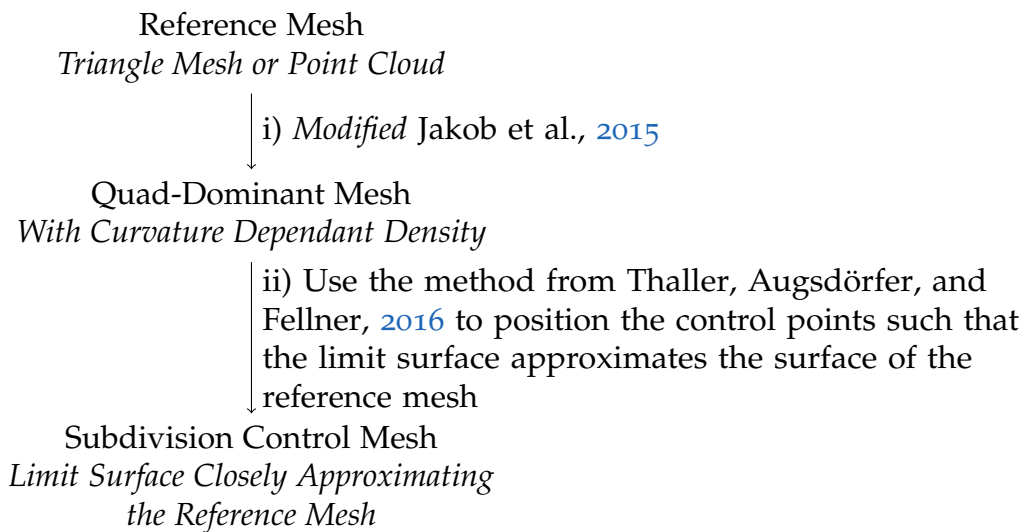 Reference Mesh
Triangle Mesh or Point Cloud
i) Modified Jakob et al., 2015
Quad-Dominant Mesh
With Curvature Dependant Density
ii) Use the method from Thaller, Augsdörfer, and
Fellner, 2016 to position the control points such that
the limit surface approximates the surface of the
reference mesh
Subdivision Control Mesh
Limit Surface Closely Approximating
the Reference Mesh